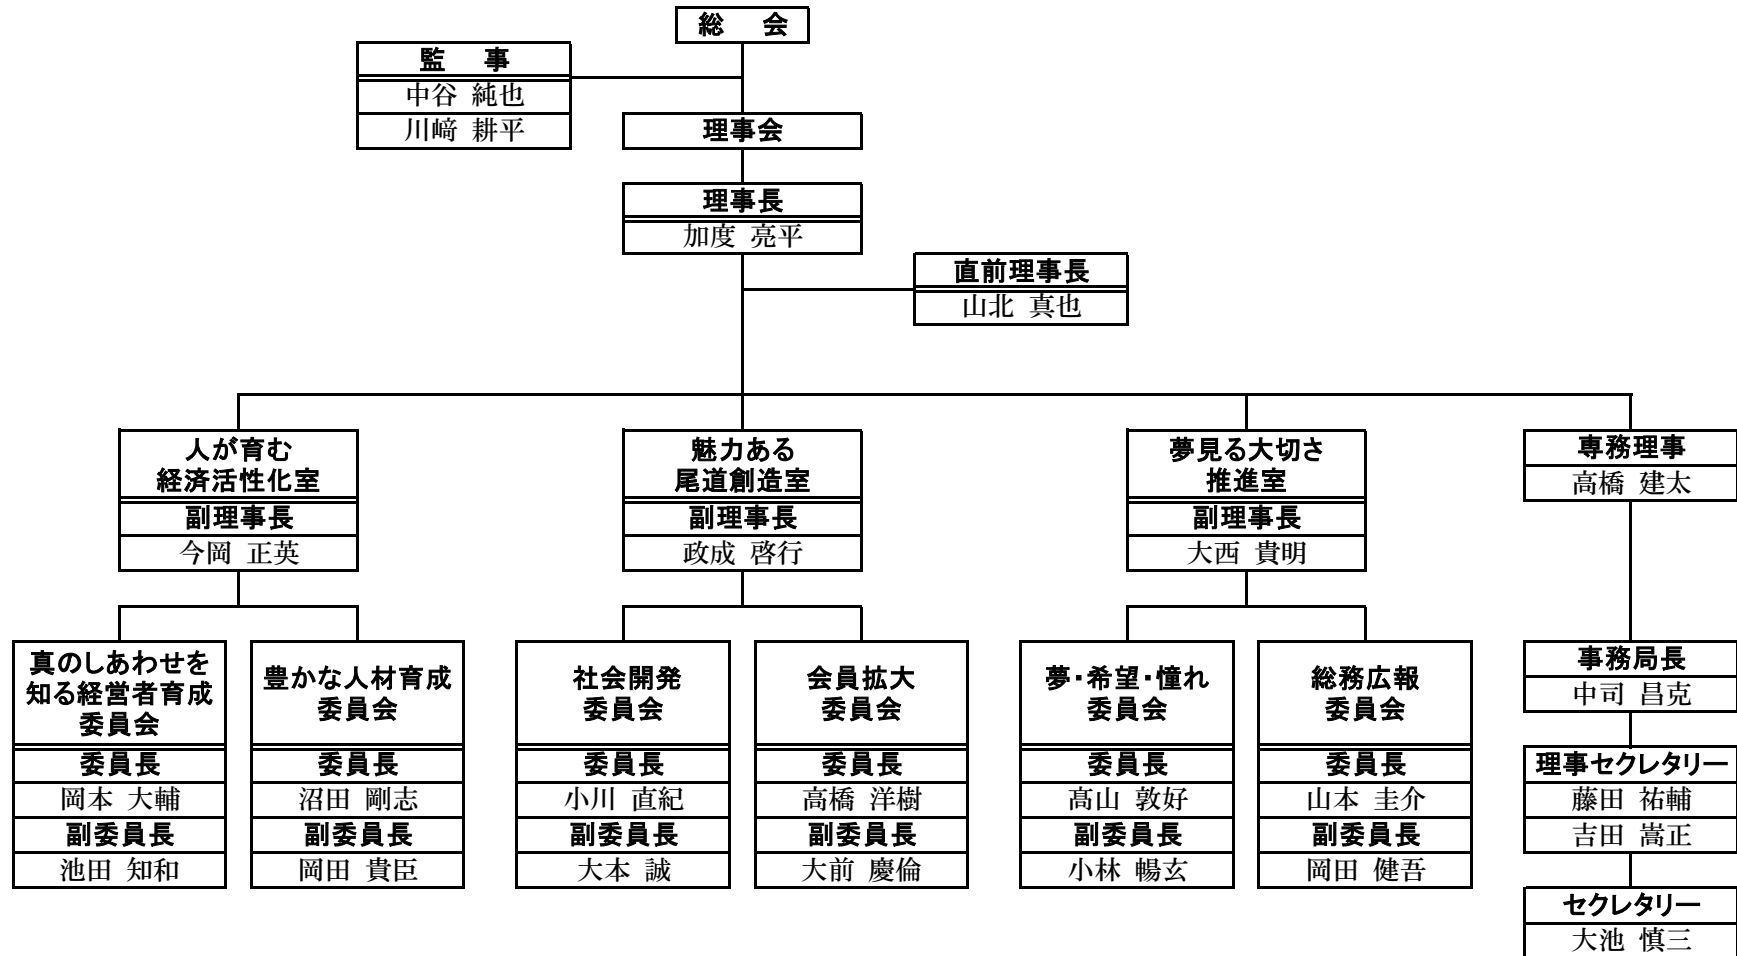 総　会
監　事
中谷 純也
川﨑 耕平
理事会
理事長
加度 亮平
直前理事長
山北 真也
人が育む
経済活性化室
副理事長
今岡 正英
魅力ある
尾道創造室
副理事長
政成 啓行
夢見る大切さ
推進室
副理事長
大西 貴明
専務理事
高橋 建太
真のしあわせを
知る経営者育成
委員会
委員長
岡本 大輔
副委員長
池田 知和
豊かな人材育成
委員会
委員長
沼田 剛志
副委員長
岡田 貴臣
社会開発
委員会
委員長
小川 直紀
副委員長
大本 誠
会員拡大
委員会
委員長
高橋 洋樹
副委員長
大前 慶倫
夢・希望・憧れ
委員会
委員長
髙山 敦好
副委員長
小林 暢玄
総務広報
委員会
委員長
山本 圭介
副委員長
岡田 健吾
事務局長
中司 昌克
理事セクレタリー
藤田 祐輔
吉田 嵩正
セクレタリー
大池 慎三